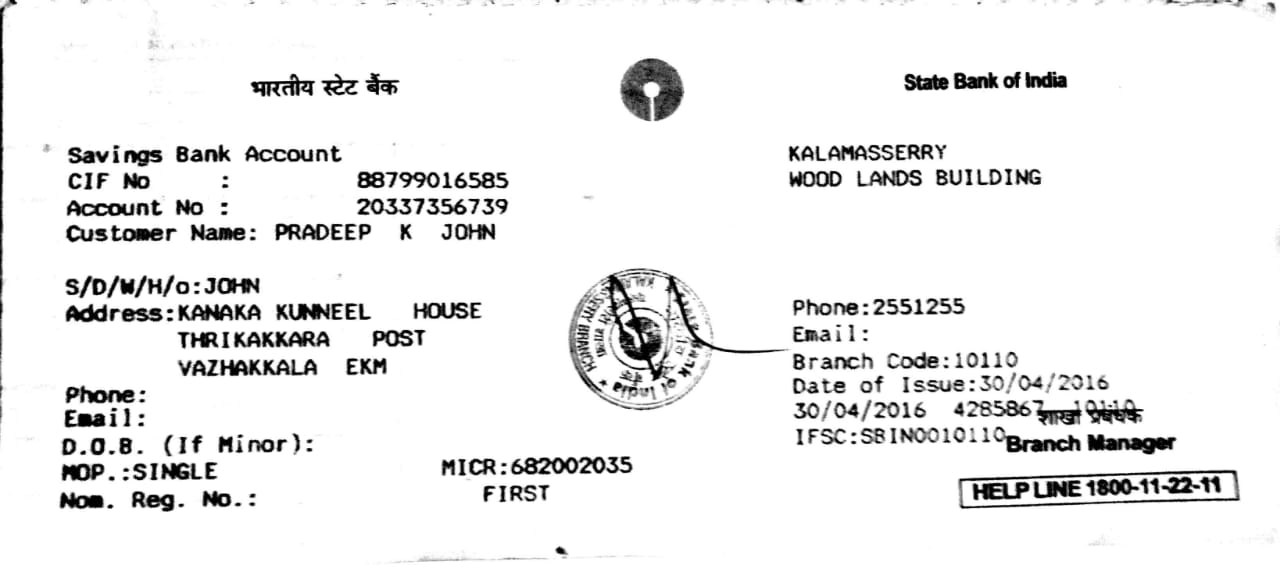 भारतीय स्टेट बैंक
State Bank of India
Savings Bank Account
CIF No : 88799016585
Account No : 20337356739
Customer Name: PRADEEP K JOHN
S/D/W/H/o:JOHN
Address:KANAKA KUNNEEL HOUSE
THRIKAKKARA POST
VAZHAKKALA EKM
Phone:
Email:
D.O.B. (If Minor):
MOP.:SINGLE
Nom. Reg. No.:
MICR:682002035
FIRST
KALAMASSERRY
WOOD LANDS BUILDING
Phone:2551255
Email:
Branch Code:10110
Date of Issue:30/04/2016
30/04/2016 4285867 10110
शाखा प्रबंधक
IFSC:SBIN0010110
Branch Manager
HELP LINE 1800-11-22-11
of India